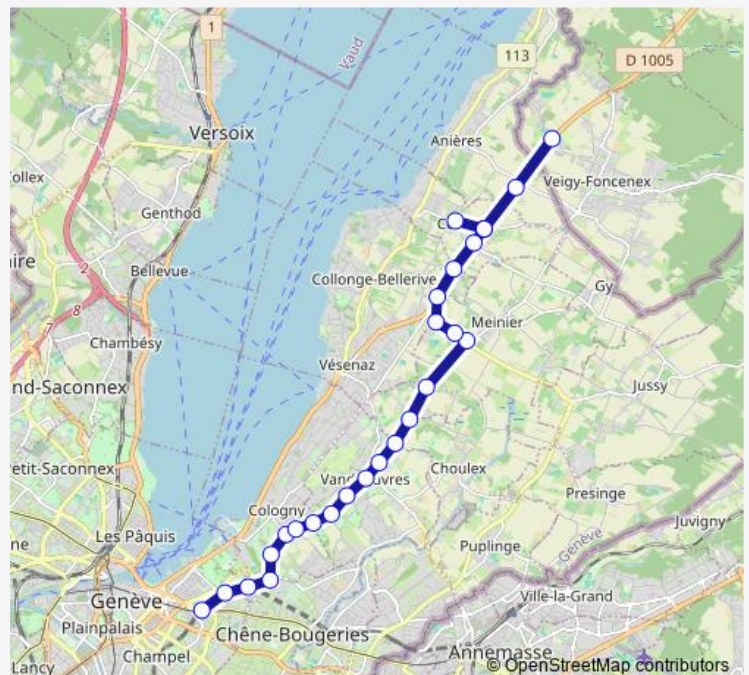 1
113
D 1005
Vaud
Versoix
Anières
Veigy-Foncenex
ollex
Genthod
aire
2
Bellevue
Collonge-Bellerive
Gy
7
8
Meinier
Chambésy
Vésenaz
nd-Saconnex
Jussy
etit-Saconnex
Choulex
Presinge
Cologny
Juvigny
Les Pâquis
Puplinge
Genève
Genève
Ville-la-Grand
Plainpalais
Chêne-Bougeries
Champel
Annemasse
Lancy
© OpenStreetMap contributors